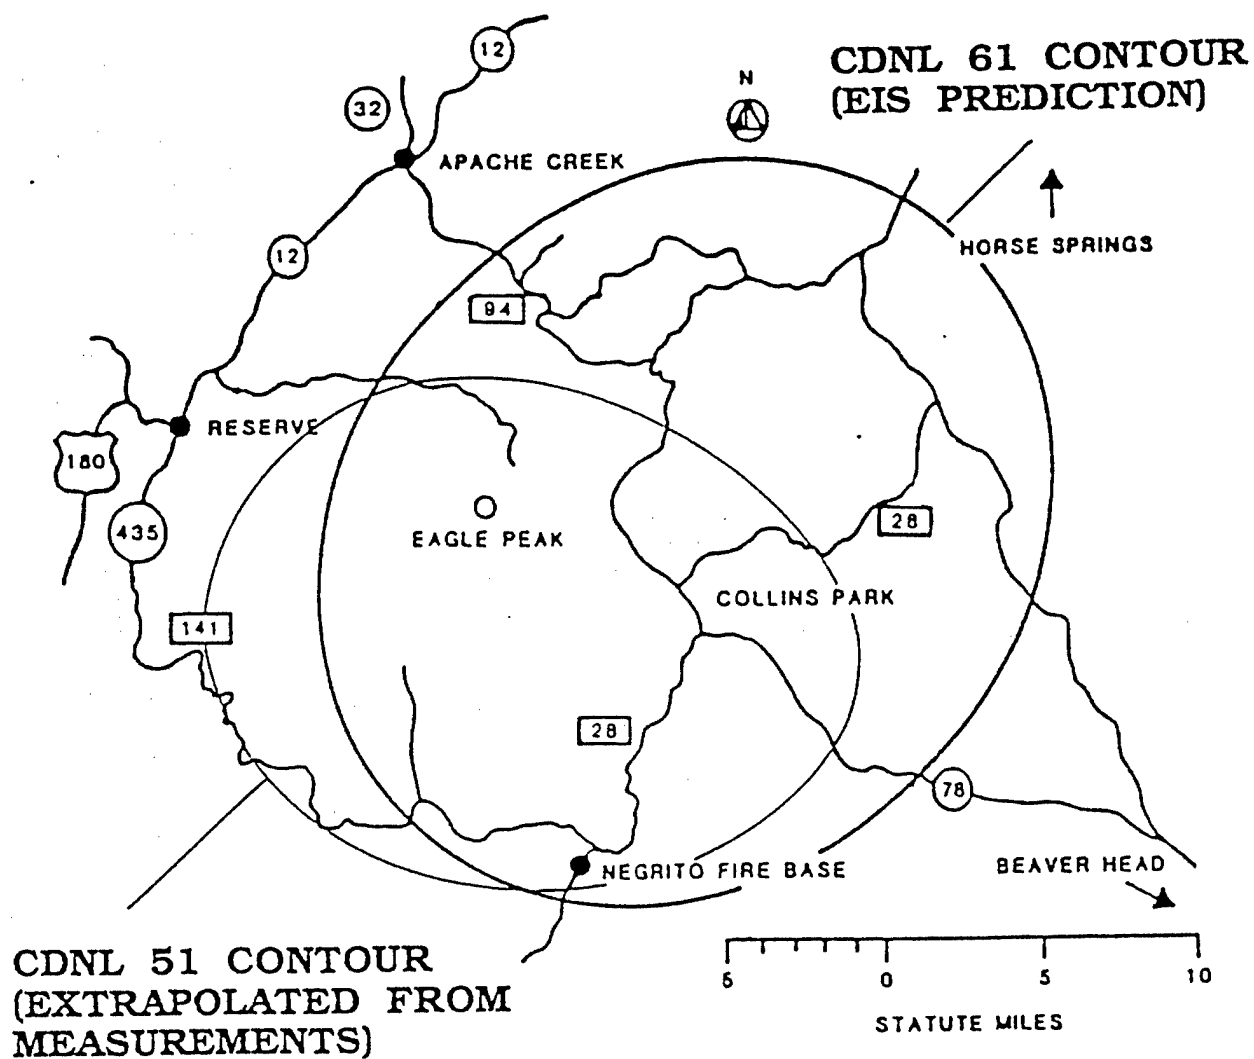 CDNL 61 CONTOUR
(EIS PREDICTION)
N
12
32
APACHE CREEK
12
HORSE SPRINGS
94
RESERVE
180
435
EAGLE PEAK
28
COLLINS PARK
141
28
78
NEGRITO FIRE BASE
BEAVER HEAD
CDNL 51 CONTOUR
(EXTRAPOLATED FROM
MEASUREMENTS)
5 0 5 10
STATUTE MILES